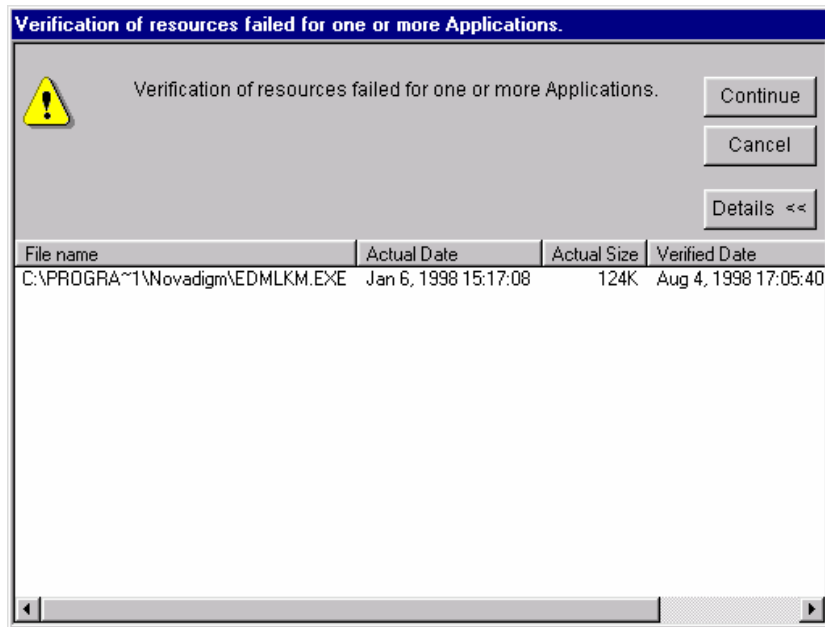 Verification of resources failed for one or more Applications.
Verification of resources failed for one or more Applications.
Continue
Cancel
Details <<
File name Actual Date Actual Size Verified Date
C:\PROGRA~1\Novadigm\EDMLKM.EXE Jan 6, 1998 15:17:08 124K Aug 4, 1998 17:05:40